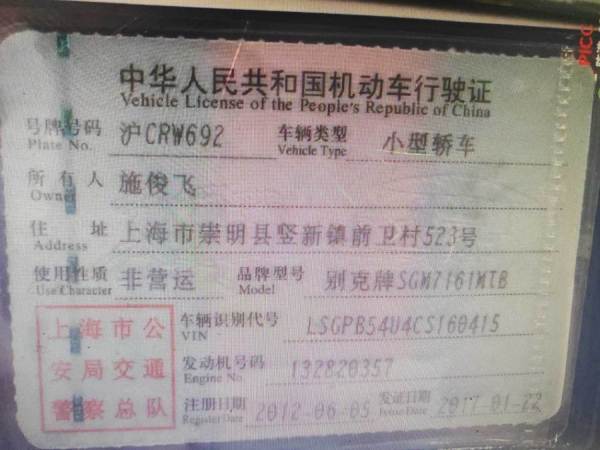 中华人民共和国机动车行驶证
Vehicle License of the People's Republic of China
号牌号码 沪CRW692 车辆类型 小型轿车
Plate No. Vehicle Type
所有人 施俊飞
Owner
住址 上海市崇明县竖新镇前卫村523号
Address
使用性质 非营运 品牌型号 别克牌SGM7161MTB
Use Character Model
上海市公 车辆识别代号 LSGPB54U4CS160415
VIN
安局交通 发动机号码 132820357
Engine No.
警察总队 注册日期 2012-06-05 发证日期 2017-01-22
Register Date Issue Date
PICC